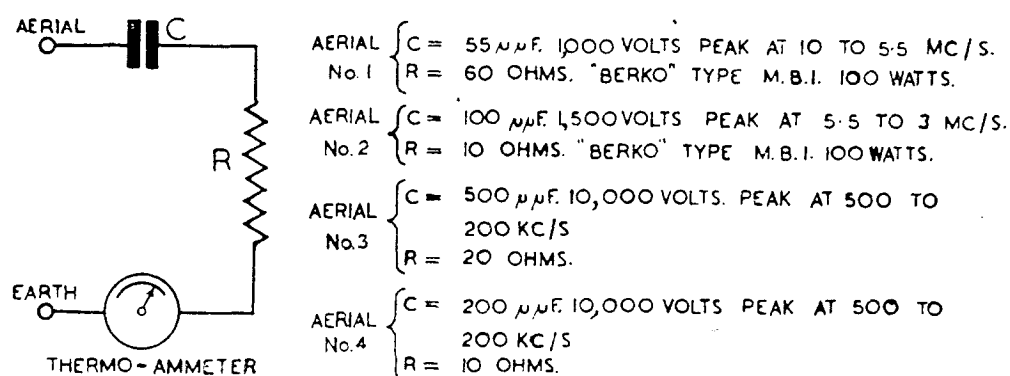 AERIAL
C
R
EARTH
THERMO-AMMETER
AERIAL No. 1 C = 55 μμF. 1,000 VOLTS PEAK AT 10 TO 5·5 MC/S.
R = 60 OHMS. "BERKO" TYPE M.B.I. 100 WATTS.
AERIAL No. 2 C = 100 μμF. 1,500 VOLTS PEAK AT 5·5 TO 3 MC/S.
R = 10 OHMS. "BERKO" TYPE M.B.I. 100 WATTS.
AERIAL No. 3 C = 500 μμF. 10,000 VOLTS. PEAK AT 500 TO
200 KC/S
R = 20 OHMS.
AERIAL No. 4 C = 200 μμF. 10,000 VOLTS PEAK AT 500 TO
200 KC/S
R = 10 OHMS.